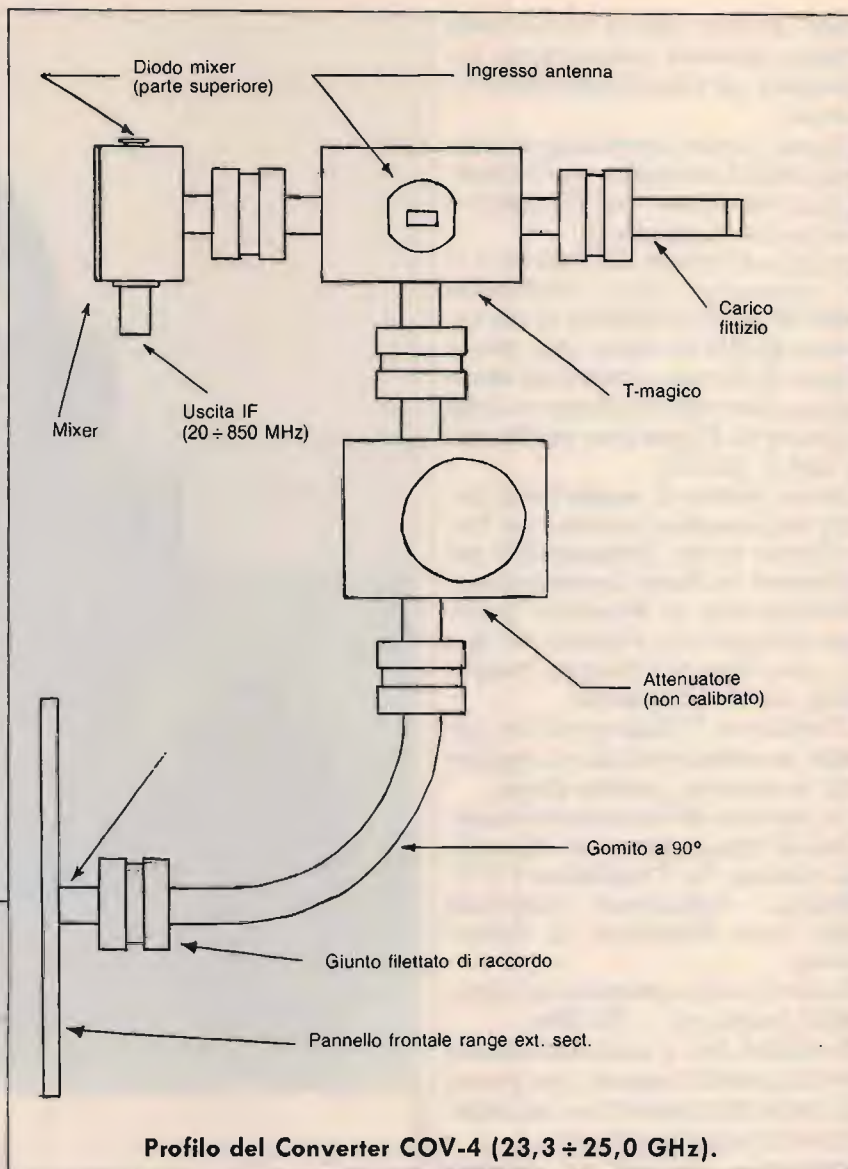 Diodo mixer
(parte superiore)
Ingresso antenna
Carico
fittizio
T-magico
Mixer
Uscita IF
(20 ÷ 850 MHz)
Attenuatore
(non calibrato)
Gomito a 90°
Giunto filettato di raccordo
Pannello frontale range ext. sect.
Profilo del Converter COV-4 (23,3 ÷ 25,0 GHz).